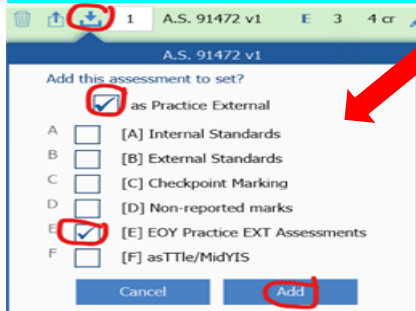 1 A.S. 91472 v1 E 3 4 cr
A.S. 91472 v1
Add this assessment to set?
as Practice External
A [A] Internal Standards
B [B] External Standards
C [C] Checkpoint Marking
D [D] Non-reported marks
E [E] EOY Practice EXT Assessments
F [F] asTTle/MidYIS
Cancel Add